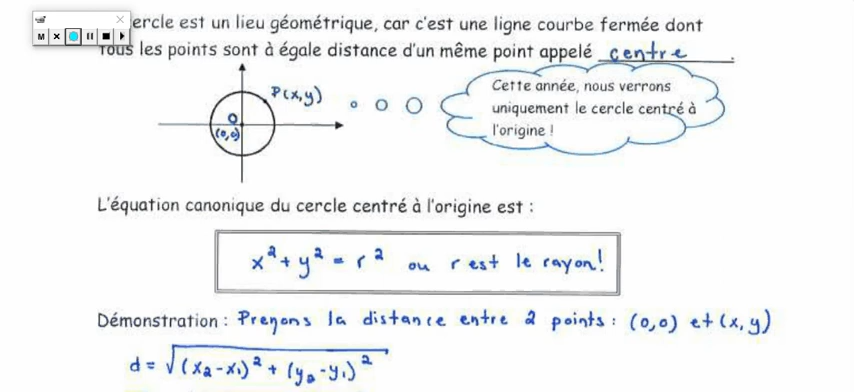 ercle est un lieu géométrique, car c'est une ligne courbe fermée dont
M
Tous les points sont à égale distance d'un même point appelé centre.
P(x,y)
Cette année, nous verrons
uniquement le cercle centré à
l'origine !
O
(0,0)
L'équation canonique du cercle centré à l'origine est :
x² + y² = r² ou r est le rayon!
Démonstration : Prenons la distance entre 2 points : (0,0) et (x,y)
d = √(x₂-x₁)² + (y₂-y₁)²